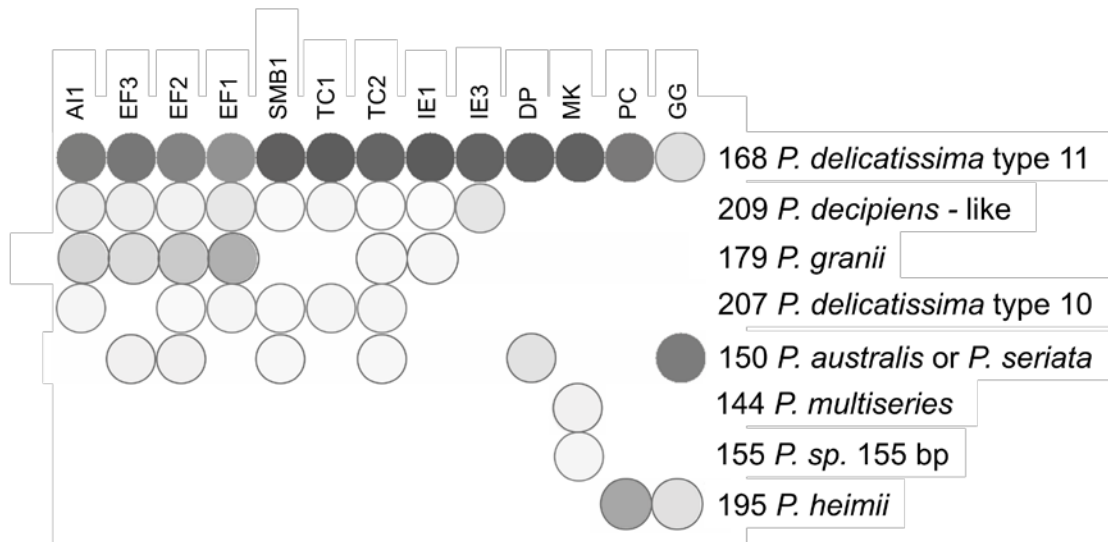 AI1 EF3 EF2 EF1 SMB1 TC1 TC2 IE1 IE3 DP MK PC GG
168 P. delicatissima type 11
209 P. decipiens - like
179 P. granii
207 P. delicatissima type 10
150 P. australis or P. seriata
144 P. multiseries
155 P. sp. 155 bp
195 P. heimii